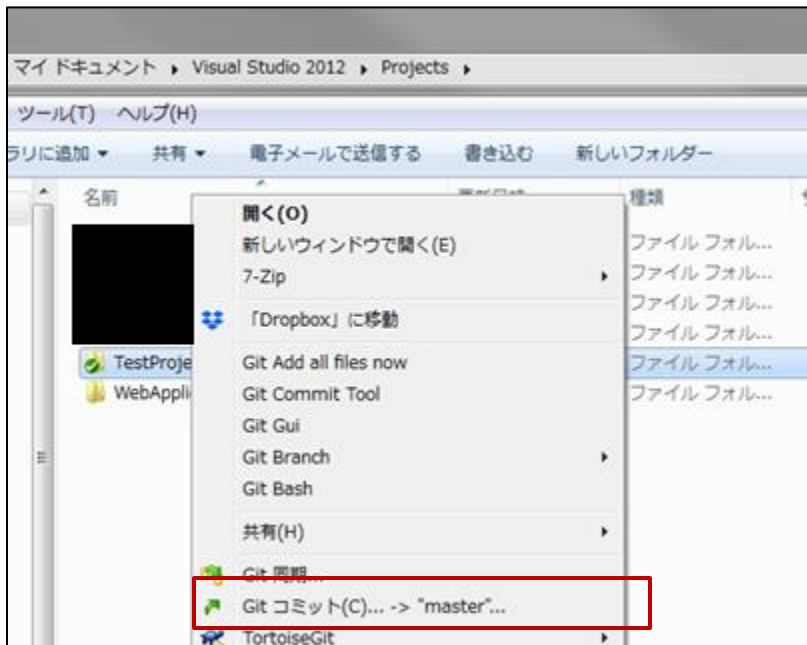 マイ ドキュメント ▸ Visual Studio 2012 ▸ Projects ▸
ツール(T) ヘルプ(H)
ラリに追加 ▾ 共有 ▾ 電子メールで送信する 書き込む 新しいフォルダー
名前 種類
開く(O)
新しいウィンドウで開く(E)
ファイル フォル...
7-Zip
ファイル フォル...
ファイル フォル...
「Dropbox」に移動
ファイル フォル...
TestProje
Git Add all files now
ファイル フォル...
WebAppli
Git Commit Tool
ファイル フォル...
Git Gui
Git Branch
Git Bash
共有(H)
Git 同期...
Git コミット(C)... -> "master"...
TortoiseGit